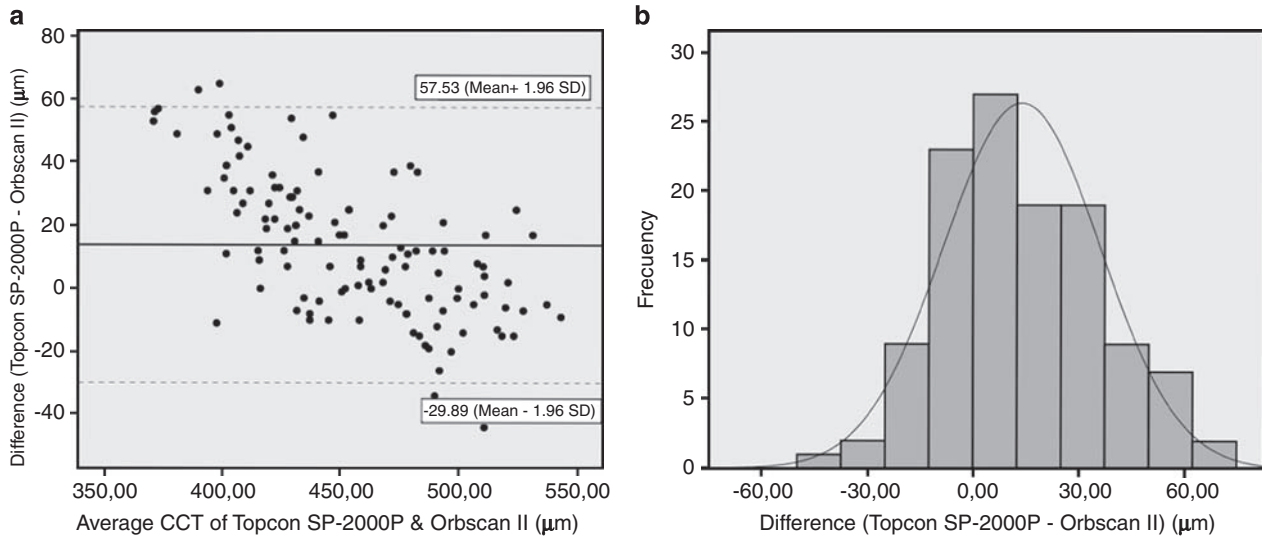 a
80
60
40
20
0
-20
-40
Difference (Topcon SP-2000P - Orbscan II) (μm)
57.53 (Mean+ 1.96 SD)
-29.89 (Mean - 1.96 SD)
350,00 400,00 450,00 500,00 550,00
Average CCT of Topcon SP-2000P & Orbscan II (μm)
b
30
25
20
15
10
5
0
Frecuency
-60,00 -30,00 0,00 30,00 60,00
Difference (Topcon SP-2000P - Orbscan II) (μm)